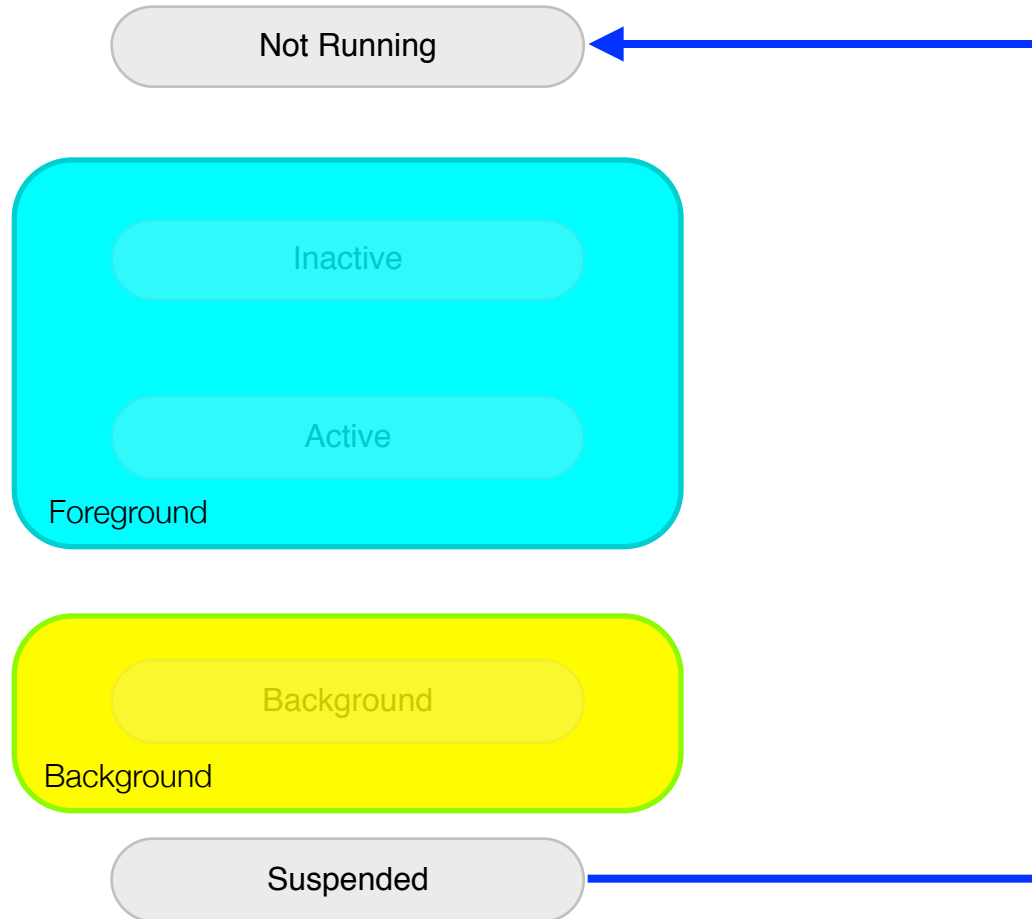 Not Running
Inactive
Active
Foreground
Background
Background
Suspended